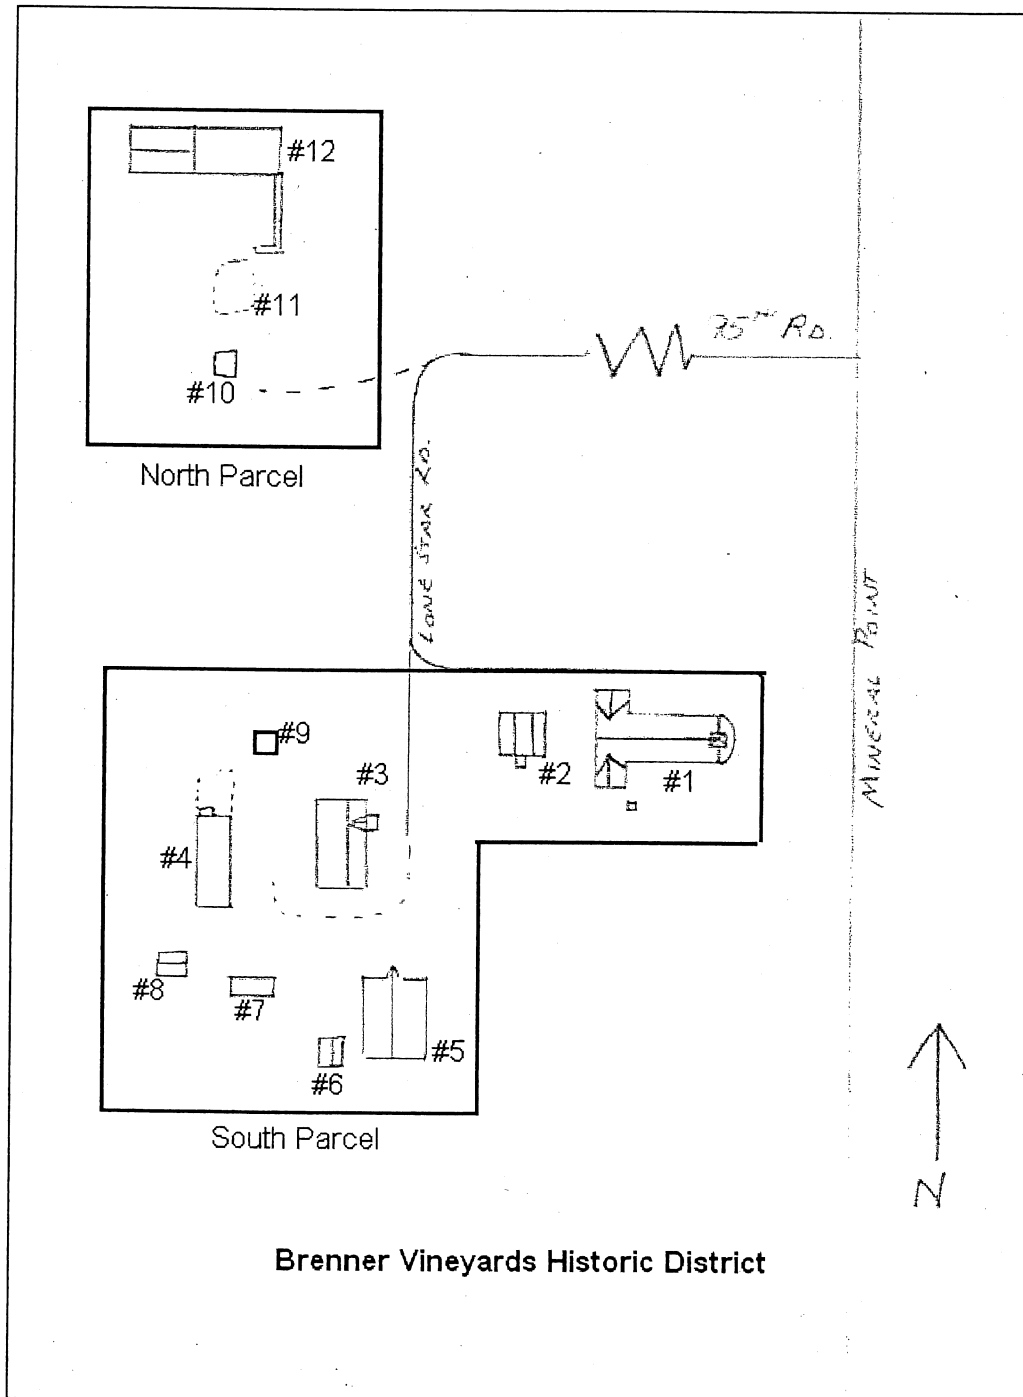 #12
#11
#10
North Parcel
95TH RD.
LONE STAR RD.
MINERAL POINT
#9
#3
#2
#1
#4
#8
#7
#6
#5
South Parcel
N
Brenner Vineyards Historic District